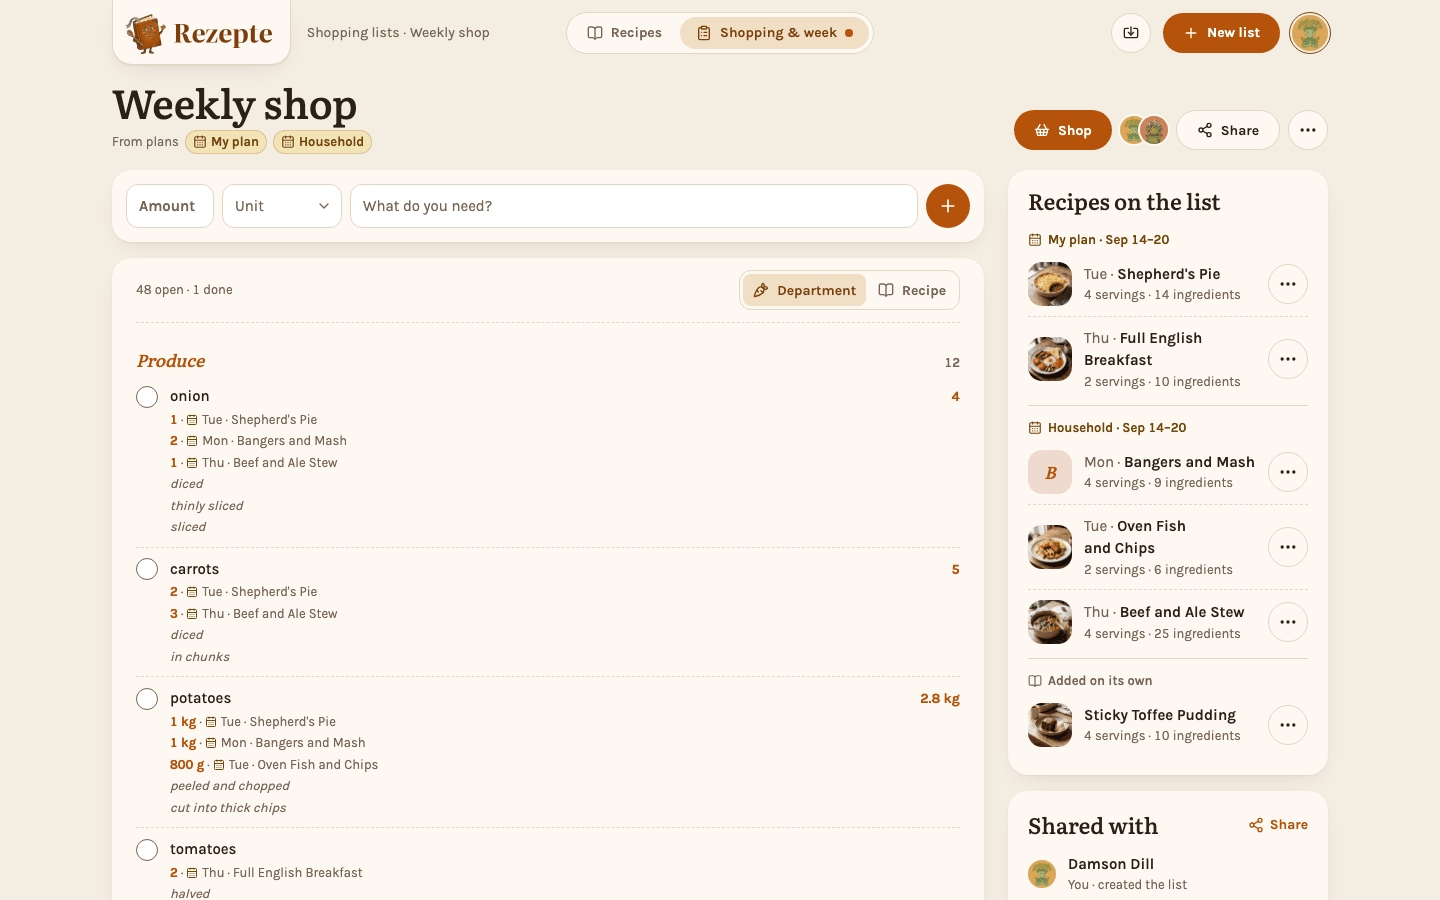 Rezepte
Shopping lists · Weekly shop
Recipes
Shopping & week
New list
Weekly shop
From plans
My plan
Household
Shop
Share
Amount
Unit
What do you need?
48 open · 1 done
Department
Recipe
Produce
12
onion
4
1 · Tue · Shepherd's Pie
2 · Mon · Bangers and Mash
1 · Thu · Beef and Ale Stew
diced
thinly sliced
sliced
carrots
5
2 · Tue · Shepherd's Pie
3 · Thu · Beef and Ale Stew
diced
in chunks
potatoes
2.8 kg
1 kg · Tue · Shepherd's Pie
1 kg · Mon · Bangers and Mash
800 g · Tue · Oven Fish and Chips
peeled and chopped
cut into thick chips
tomatoes
2 · Thu · Full English Breakfast
halved
Recipes on the list
My plan · Sep 14–20
Tue · Shepherd's Pie
4 servings · 14 ingredients
Thu · Full English
Breakfast
2 servings · 10 ingredients
Household · Sep 14–20
B
Mon · Bangers and Mash
4 servings · 9 ingredients
Tue · Oven Fish
and Chips
2 servings · 6 ingredients
Thu · Beef and Ale Stew
4 servings · 25 ingredients
Added on its own
Sticky Toffee Pudding
4 servings · 10 ingredients
Shared with
Share
Damson Dill
You · created the list